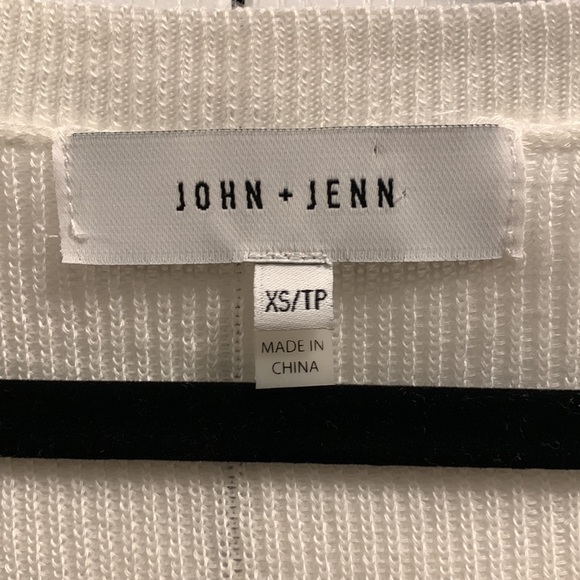 JOHN + JENN
XS/TP
MADE IN
CHINA